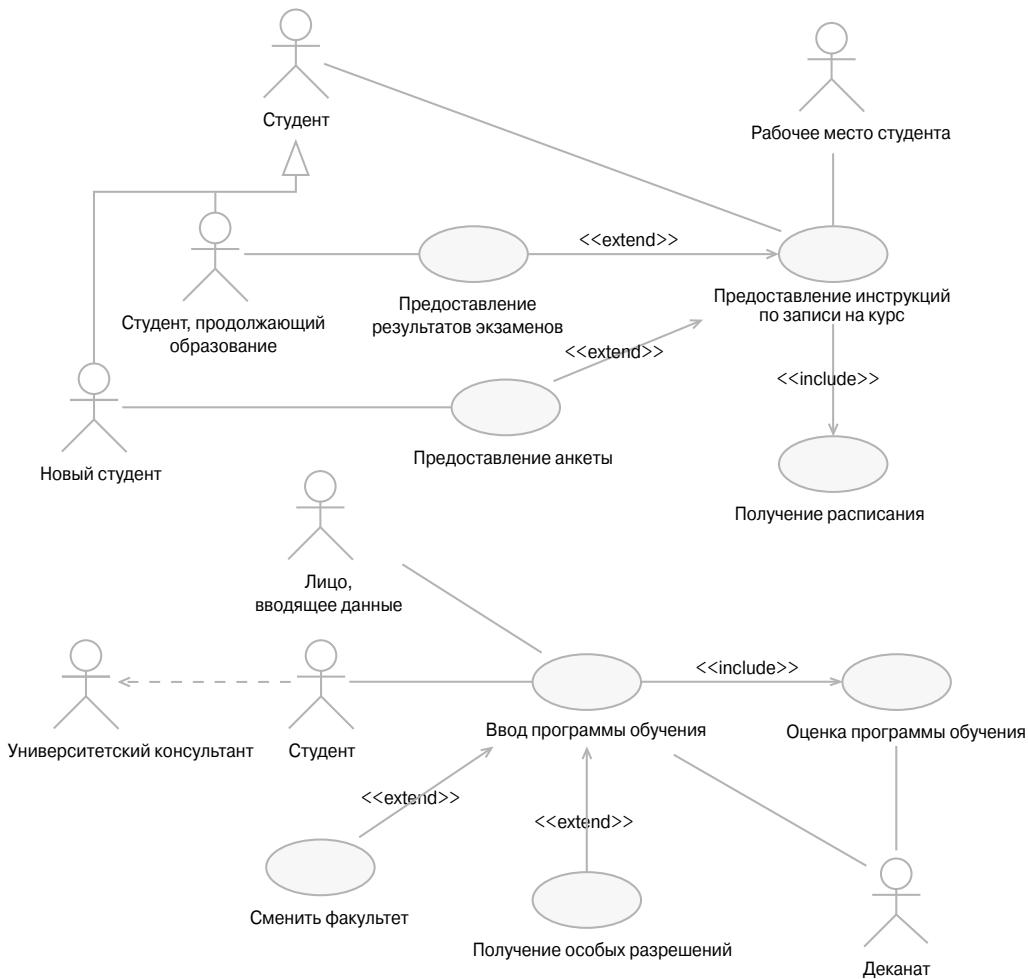 Студент
Рабочее место студента
<<extend>>
Предоставление
результатов экзаменов
Предоставление инструкций
по записи на курс
Студент, продолжающий
образование
<<extend>>
<<include>>
Предоставление анкеты
Новый студент
Получение расписания
Лицо,
вводящее данные
<<include>>
Университетский консультант
Студент
Ввод программы обучения
Оценка программы обучения
<<extend>>
<<extend>>
Сменить факультет
Получение особых разрешений
Деканат